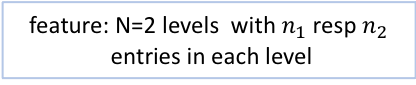 feature: N=2 levels with n₁ resp n₂
entries in each level